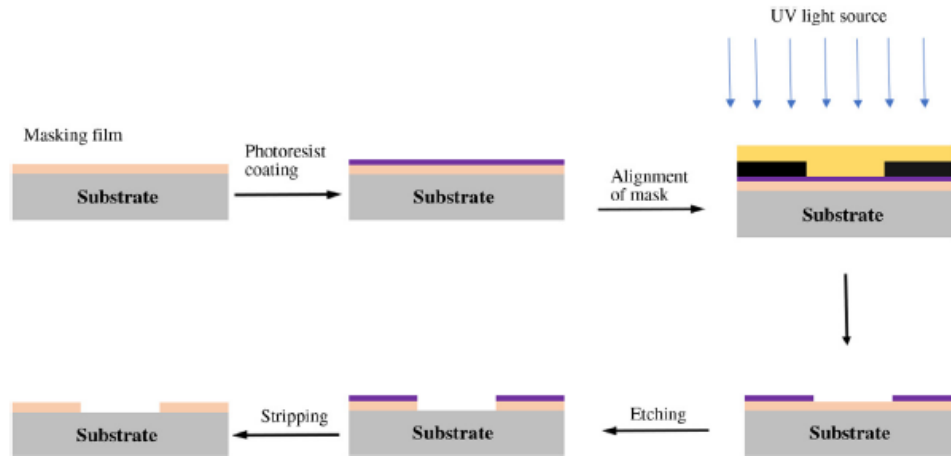 UV light source
Masking film
Photoresist
coating
Substrate
Substrate
Alignment
of mask
Substrate
Substrate
Stripping
Substrate
Etching
Substrate